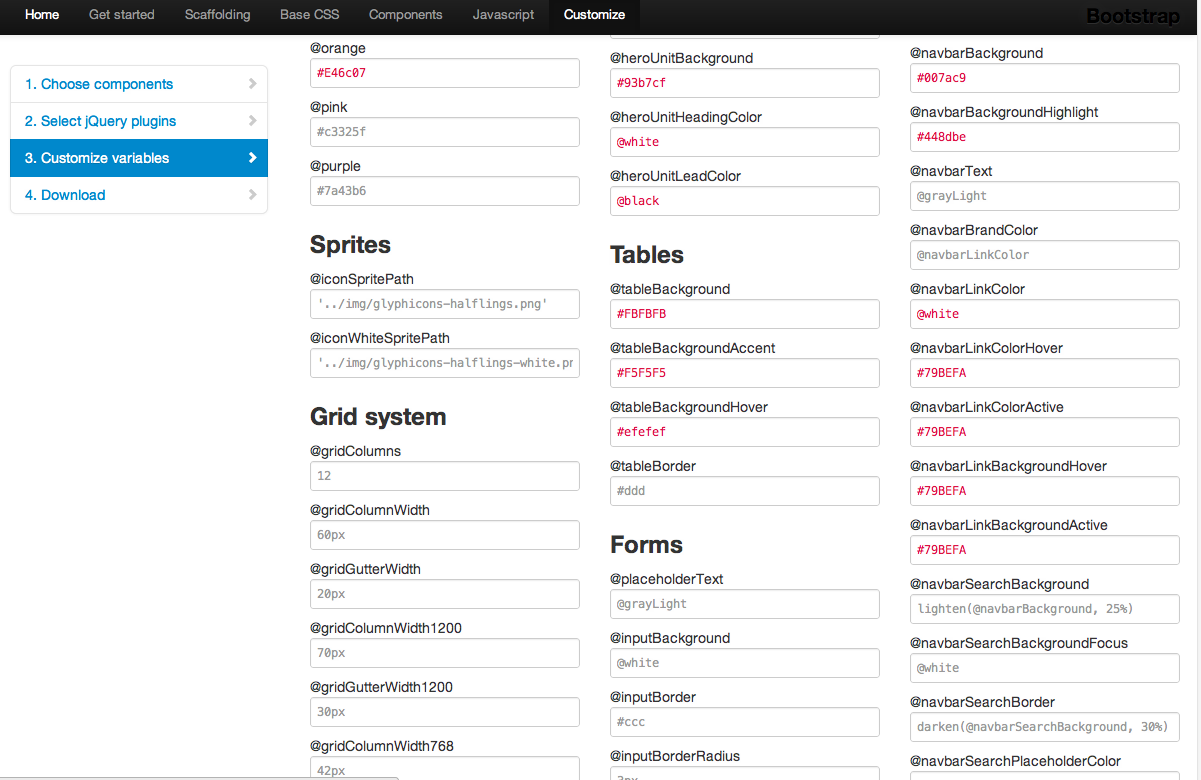 Home Get started Scaffolding Base CSS Components Javascript Customize Bootstrap
1. Choose components
2. Select jQuery plugins
3. Customize variables
4. Download
@orange
#E46c07
@pink
#c3325f
@purple
#7a43b6
Sprites
@iconSpritePath
'../img/glyphicons-halflings.png'
@iconWhiteSpritePath
'../img/glyphicons-halflings-white.pn
Grid system
@gridColumns
12
@gridColumnWidth
60px
@gridGutterWidth
20px
@gridColumnWidth1200
70px
@gridGutterWidth1200
30px
@gridColumnWidth768
42px
@heroUnitBackground
#93b7cf
@heroUnitHeadingColor
@white
@heroUnitLeadColor
@black
Tables
@tableBackground
#FBFBFB
@tableBackgroundAccent
#F5F5F5
@tableBackgroundHover
#efefef
@tableBorder
#ddd
Forms
@placeholderText
@grayLight
@inputBackground
@white
@inputBorder
#ccc
@inputBorderRadius
3px
@navbarBackground
#007ac9
@navbarBackgroundHighlight
#448dbe
@navbarText
@grayLight
@navbarBrandColor
@navbarLinkColor
@navbarLinkColor
@white
@navbarLinkColorHover
#79BEFA
@navbarLinkColorActive
#79BEFA
@navbarLinkBackgroundHover
#79BEFA
@navbarLinkBackgroundActive
#79BEFA
@navbarSearchBackground
lighten(@navbarBackground, 25%)
@navbarSearchBackgroundFocus
@white
@navbarSearchBorder
darken(@navbarSearchBackground, 30%)
@navbarSearchPlaceholderColor